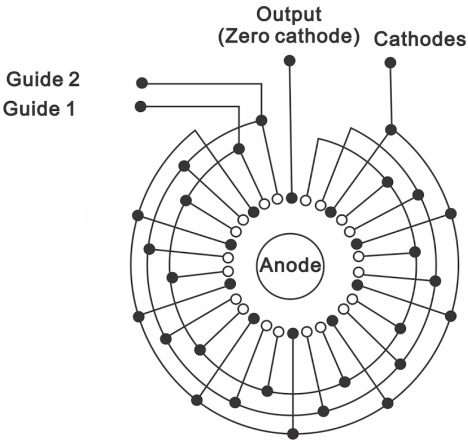 Output
(Zero cathode)
Cathodes
Guide 2
Guide 1
Anode